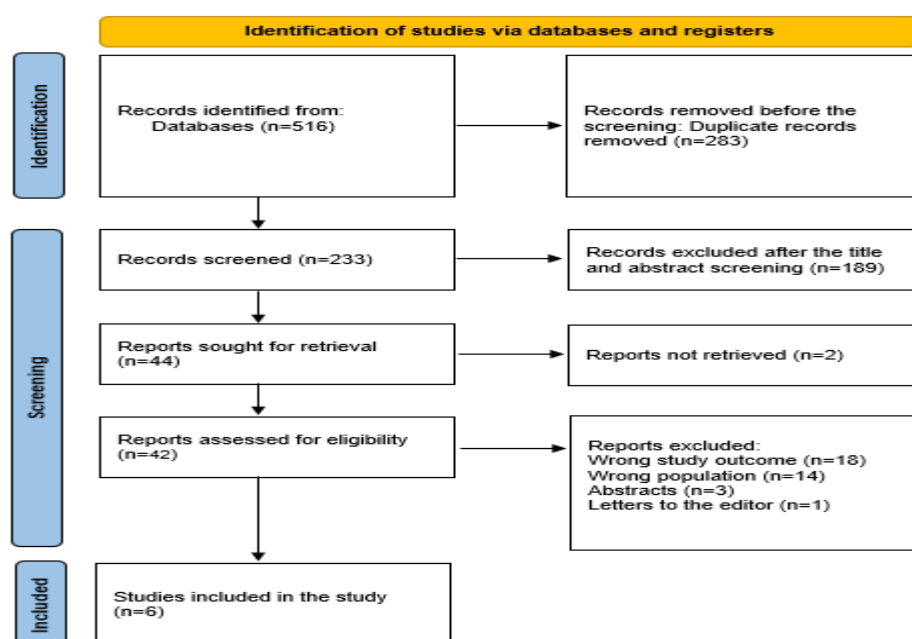 Identification of studies via databases and registers
Identification
Records identified from:
Databases (n=516)
Records removed before the
screening: Duplicate records
removed (n=283)
Screening
Records screened (n=233)
Records excluded after the title
and abstract screening (n=189)
Reports sought for retrieval
(n=44)
Reports not retrieved (n=2)
Reports assessed for eligibility
(n=42)
Reports excluded:
Wrong study outcome (n=18)
Wrong population (n=14)
Abstracts (n=3)
Letters to the editor (n=1)
Included
Studies included in the study
(n=6)